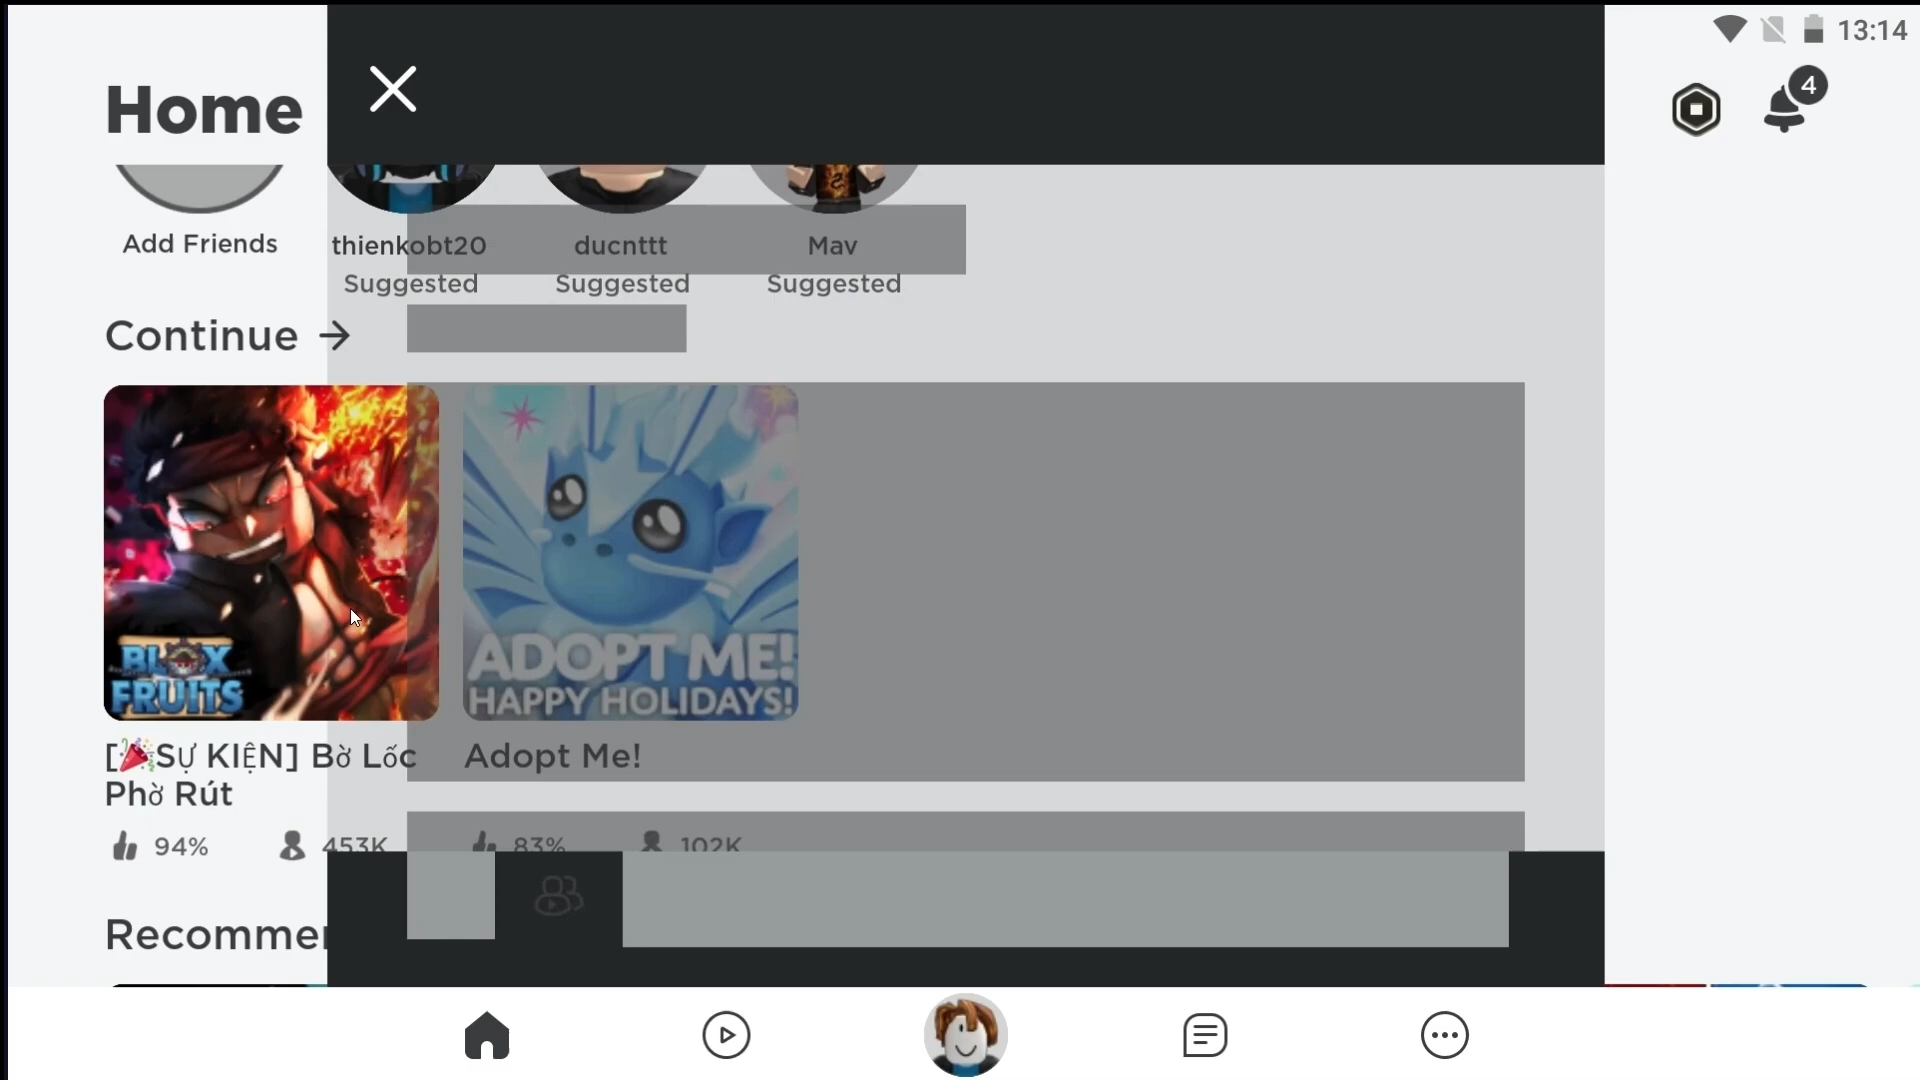 13:14
Home
4
Add Friends
thienkobt20
Suggested
ducnttt
Suggested
Mav
Suggested
Continue →
BLOX
FRUITS
ADOPT ME!
HAPPY HOLIDAYS!
[🎉SỰ KIỆN] Bờ Lốc
Phờ Rút
Adopt Me!
94% 453K
83% 102K